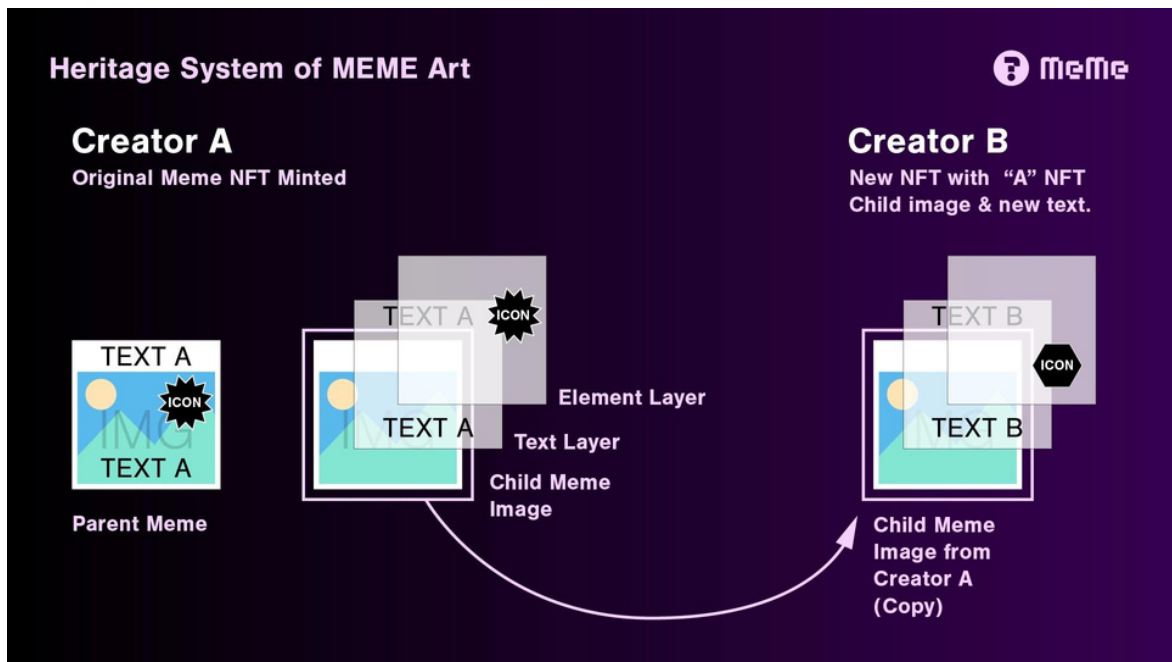 Heritage System of MEME Art
? MeMe
Creator A
Original Meme NFT Minted
Creator B
New NFT with “A” NFT
Child image & new text.
TEXT A
ICON
IMG
TEXT A
Parent Meme
TEXT A
ICON
IMG
TEXT A
Element Layer
Text Layer
Child Meme
Image
TEXT B
ICON
IMG
TEXT B
Child Meme
Image from
Creator A
(Copy)